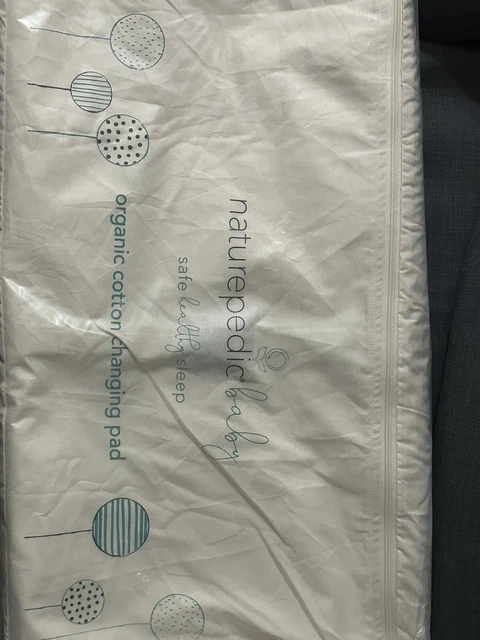 naturepedic® baby
safe healthy sleep
organic cotton changing pad